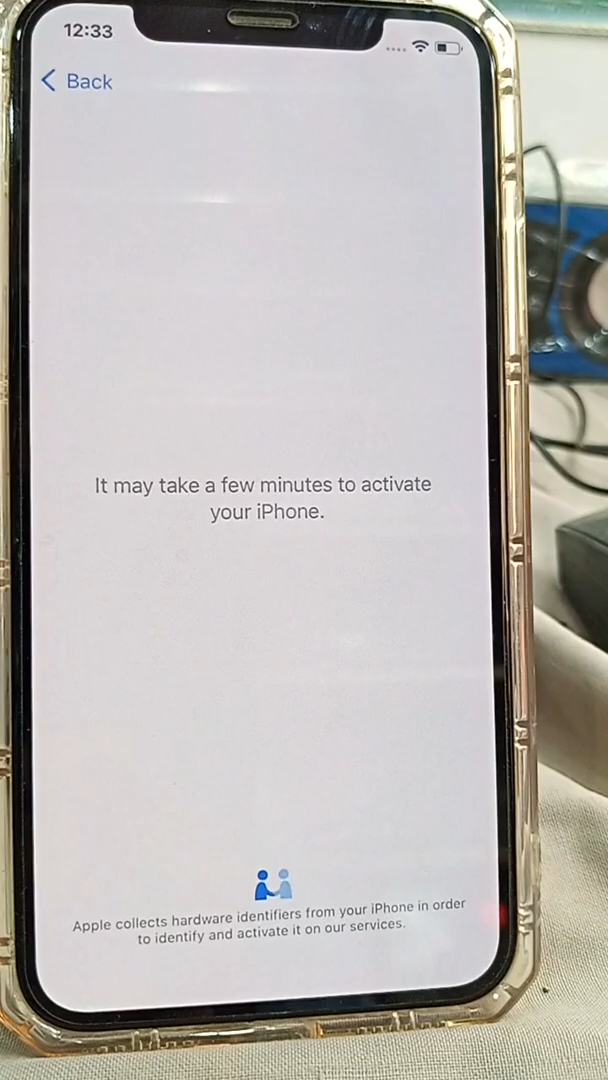 12:33
Back
It may take a few minutes to activate
your iPhone.
Apple collects hardware identifiers from your iPhone in order
to identify and activate it on our services.